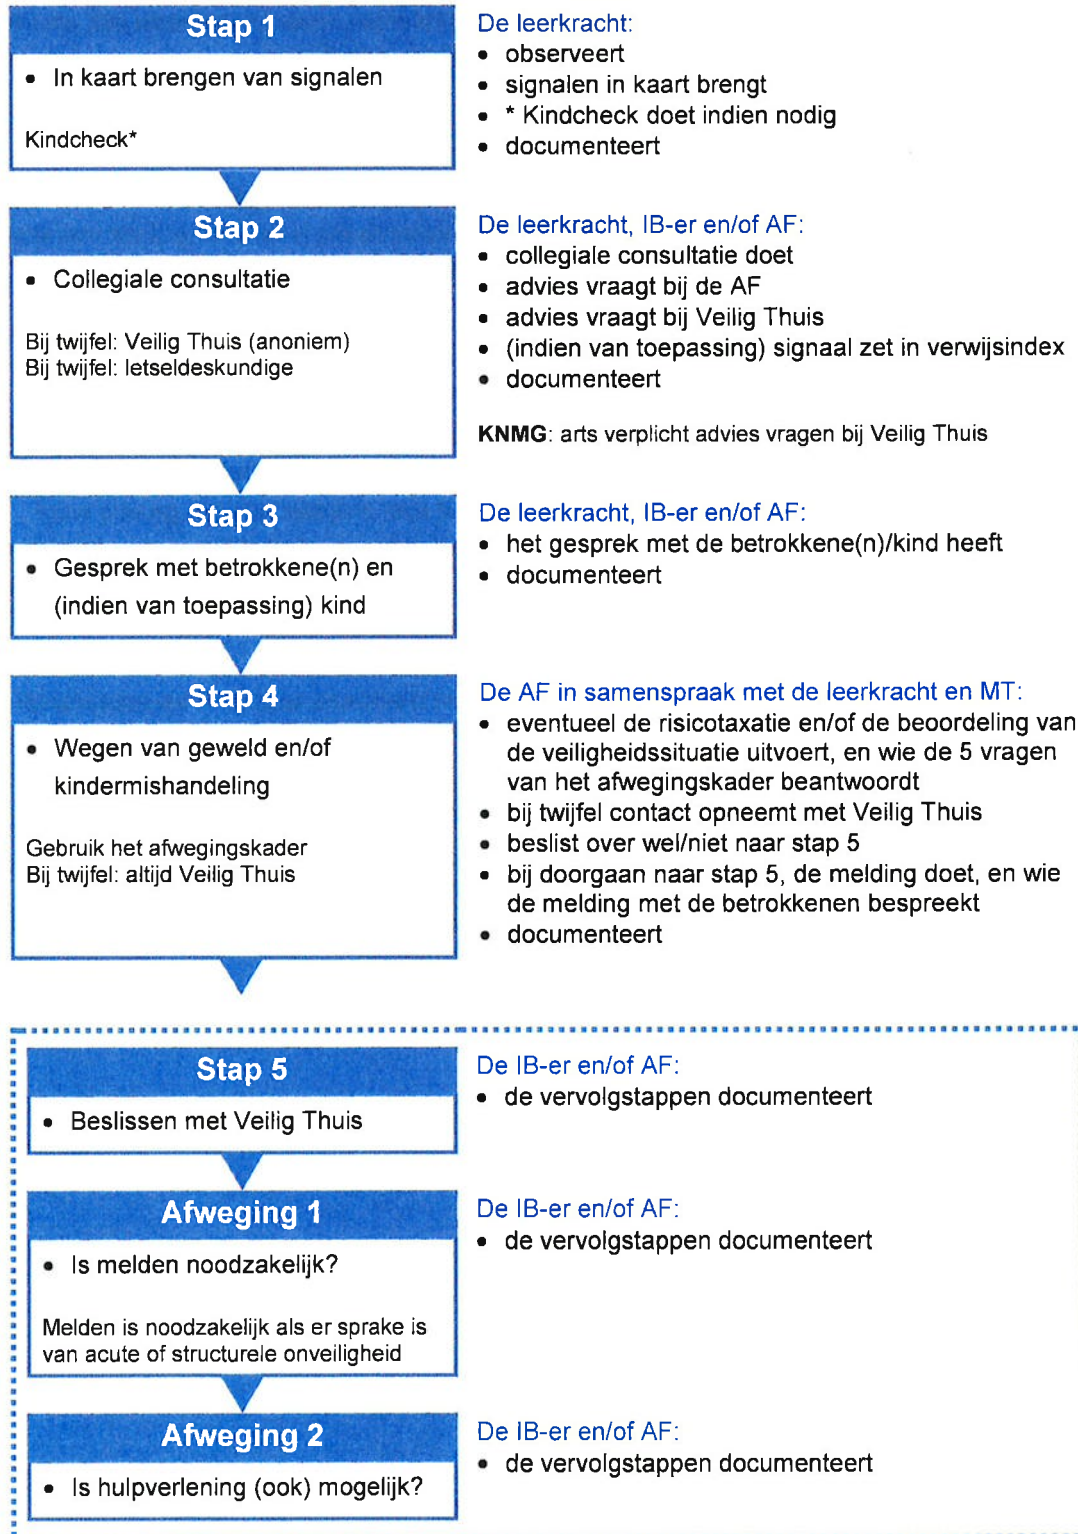 Stap 1
• In kaart brengen van signalen
Kindcheck*
De leerkracht:
• observeert
• signalen in kaart brengt
• * Kindcheck doet indien nodig
• documenteert
Stap 2
• Collegiale consultatie
Bij twijfel: Veilig Thuis (anoniem)
Bij twijfel: letseldeskundige
De leerkracht, IB-er en/of AF:
• collegiale consultatie doet
• advies vraagt bij de AF
• advies vraagt bij Veilig Thuis
• (indien van toepassing) signaal zet in verwijsindex
• documenteert
KNMG: arts verplicht advies vragen bij Veilig Thuis
Stap 3
• Gesprek met betrokkene(n) en
(indien van toepassing) kind
De leerkracht, IB-er en/of AF:
• het gesprek met de betrokkene(n)/kind heeft
• documenteert
Stap 4
• Wegen van geweld en/of
kindermishandeling
Gebruik het afwegingskader
Bij twijfel: altijd Veilig Thuis
De AF in samenspraak met de leerkracht en MT:
• eventueel de risicotaxatie en/of de beoordeling van
de veiligheidssituatie uitvoert, en wie de 5 vragen
van het afwegingskader beantwoordt
• bij twijfel contact opneemt met Veilig Thuis
• beslist over wel/niet naar stap 5
• bij doorgaan naar stap 5, de melding doet, en wie
de melding met de betrokkenen bespreekt
• documenteert
Stap 5
• Beslissen met Veilig Thuis
De IB-er en/of AF:
• de vervolgstappen documenteert
Afweging 1
• Is melden noodzakelijk?
Melden is noodzakelijk als er sprake is
van acute of structurele onveiligheid
De IB-er en/of AF:
• de vervolgstappen documenteert
Afweging 2
• Is hulpverlening (ook) mogelijk?
De IB-er en/of AF:
• de vervolgstappen documenteert